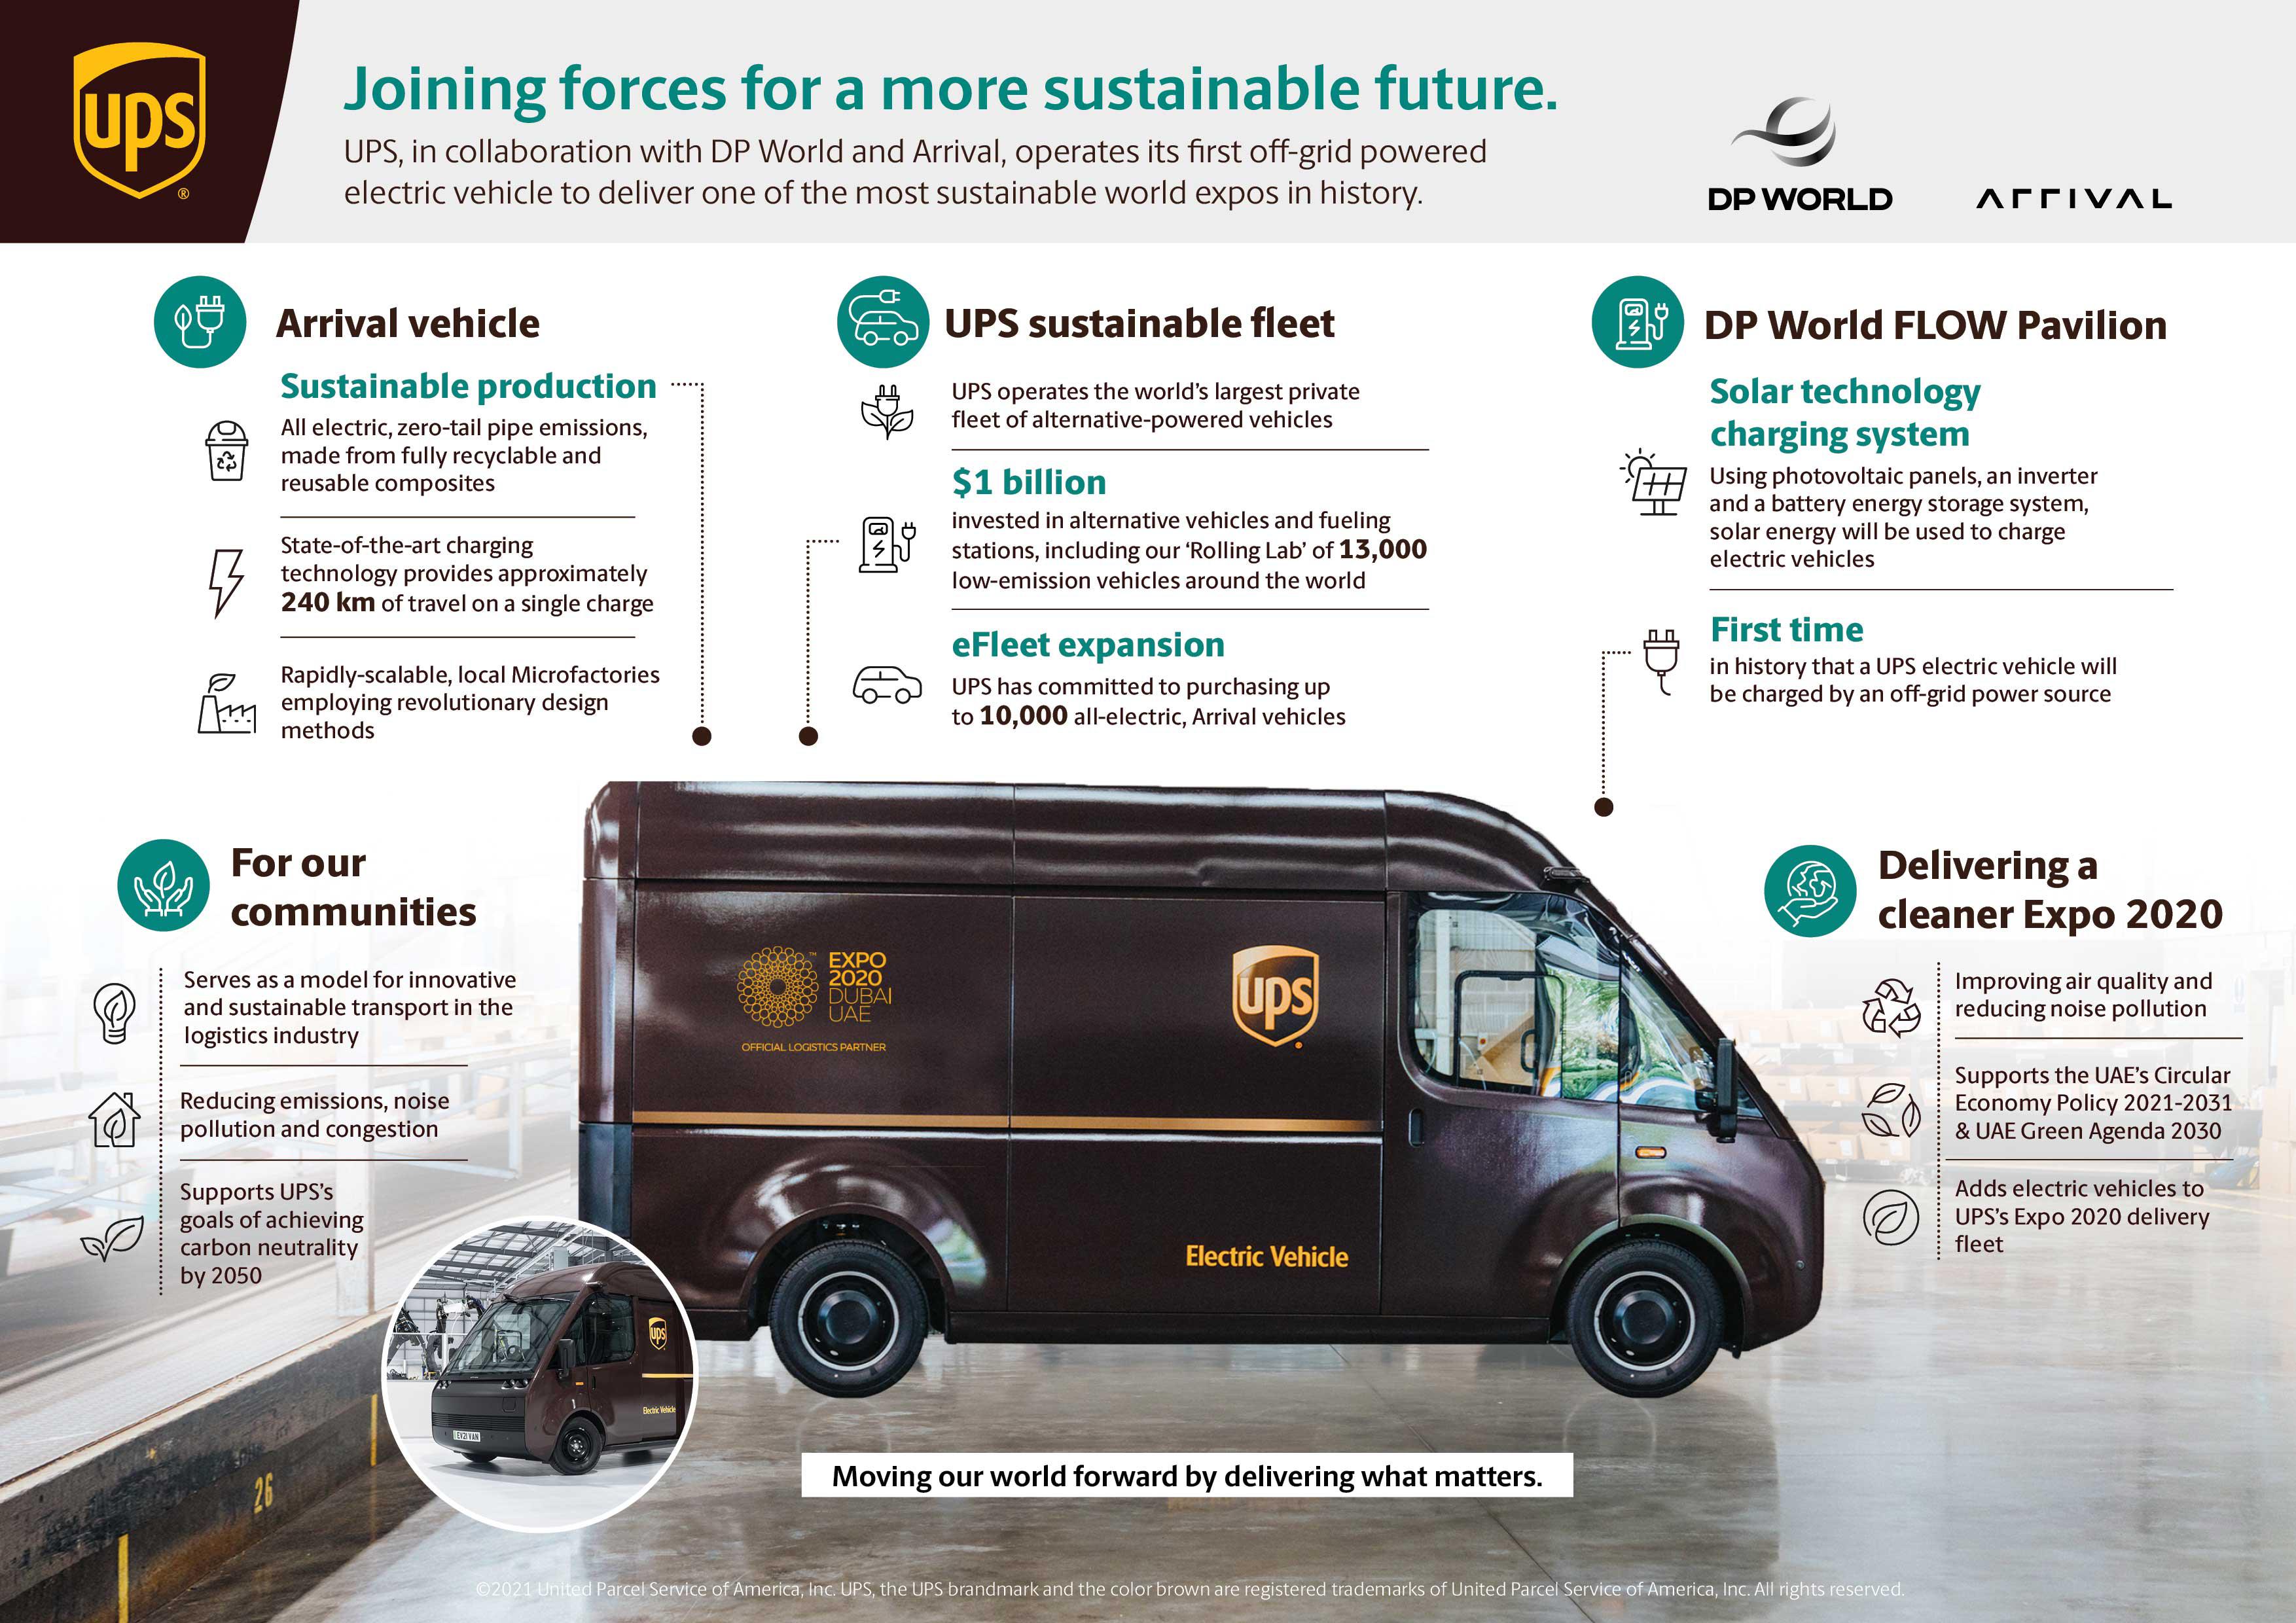 ups
®
Joining forces for a more sustainable future.
UPS, in collaboration with DP World and Arrival, operates its first off-grid powered
electric vehicle to deliver one of the most sustainable world expos in history.
DP WORLD
ARRIVAL
Arrival vehicle
Sustainable production
All electric, zero-tail pipe emissions,
made from fully recyclable and
reusable composites
State-of-the-art charging
technology provides approximately
240 km of travel on a single charge
Rapidly-scalable, local Microfactories
employing revolutionary design
methods
UPS sustainable fleet
UPS operates the world’s largest private
fleet of alternative-powered vehicles
$1 billion
invested in alternative vehicles and fueling
stations, including our ‘Rolling Lab’ of 13,000
low-emission vehicles around the world
eFleet expansion
UPS has committed to purchasing up
to 10,000 all-electric, Arrival vehicles
DP World FLOW Pavilion
Solar technology
charging system
Using photovoltaic panels, an inverter
and a battery energy storage system,
solar energy will be used to charge
electric vehicles
First time
in history that a UPS electric vehicle will
be charged by an off-grid power source
For our
communities
Serves as a model for innovative
and sustainable transport in the
logistics industry
Reducing emissions, noise
pollution and congestion
Supports UPS’s
goals of achieving
carbon neutrality
by 2050
EXPO
2020
DUBAI
UAE
™
OFFICIAL LOGISTICS PARTNER
ups
Electric Vehicle
Delivering a
cleaner Expo 2020
Improving air quality and
reducing noise pollution
Supports the UAE’s Circular
Economy Policy 2021-2031
& UAE Green Agenda 2030
Adds electric vehicles to
UPS’s Expo 2020 delivery
fleet
ups
Electric Vehicle
EV21 VAN
26
Moving our world forward by delivering what matters.
©2021 United Parcel Service of America, Inc. UPS, the UPS brandmark and the color brown are registered trademarks of United Parcel Service of America, Inc. All rights reserved.